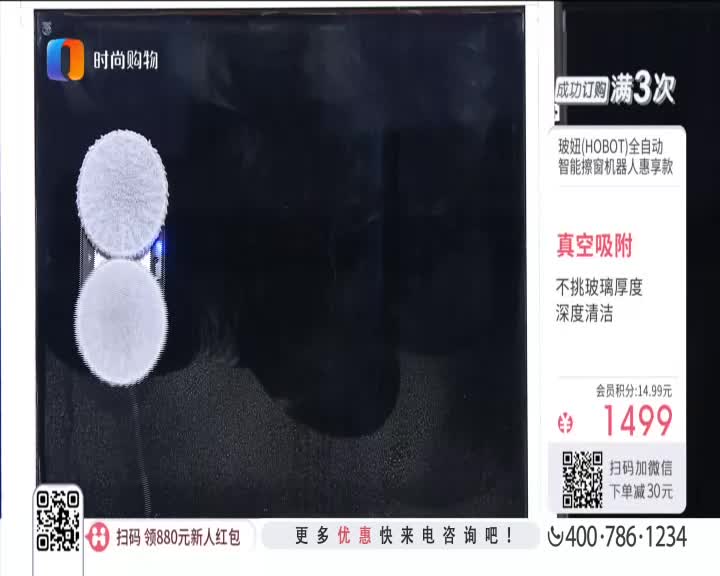 时尚购物
成功订购 满3次
玻妞(HOBOT)全自动
智能擦窗机器人惠享款
真空吸附
不挑玻璃厚度
深度清洁
会员积分:14.99元
¥ 1499
扫码加微信
下单减30元
扫码 领880元新人红包
更多优惠快来电咨询吧!
400·786·1234